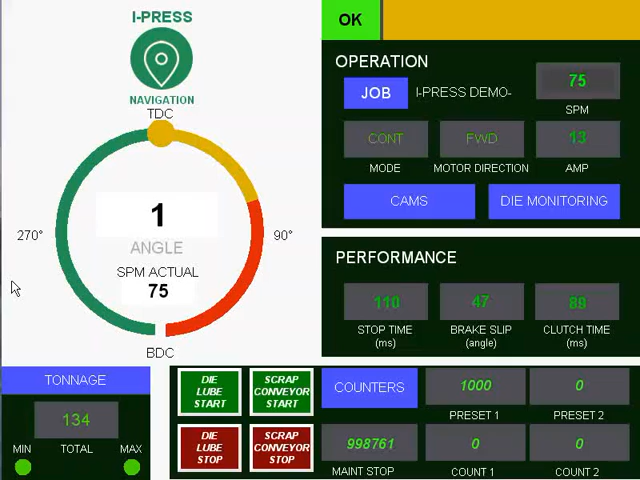 I-PRESS
NAVIGATION
TDC
270°
90°
1
ANGLE
SPM ACTUAL
75
BDC
OK
OPERATION
JOB
I-PRESS DEMO-
75
SPM
CONT
FWD
13
MODE
MOTOR DIRECTION
AMP
CAMS
DIE MONITORING
PERFORMANCE
110
47
89
STOP TIME
(ms)
BRAKE SLIP
(angle)
CLUTCH TIME
(ms)
TONNAGE
134
MIN
TOTAL
MAX
DIE
LUBE
START
SCRAP
CONVEYOR
START
DIE
LUBE
STOP
SCRAP
CONVEYOR
STOP
COUNTERS
1000
0
PRESET 1
PRESET 2
998761
0
0
MAINT STOP
COUNT 1
COUNT 2